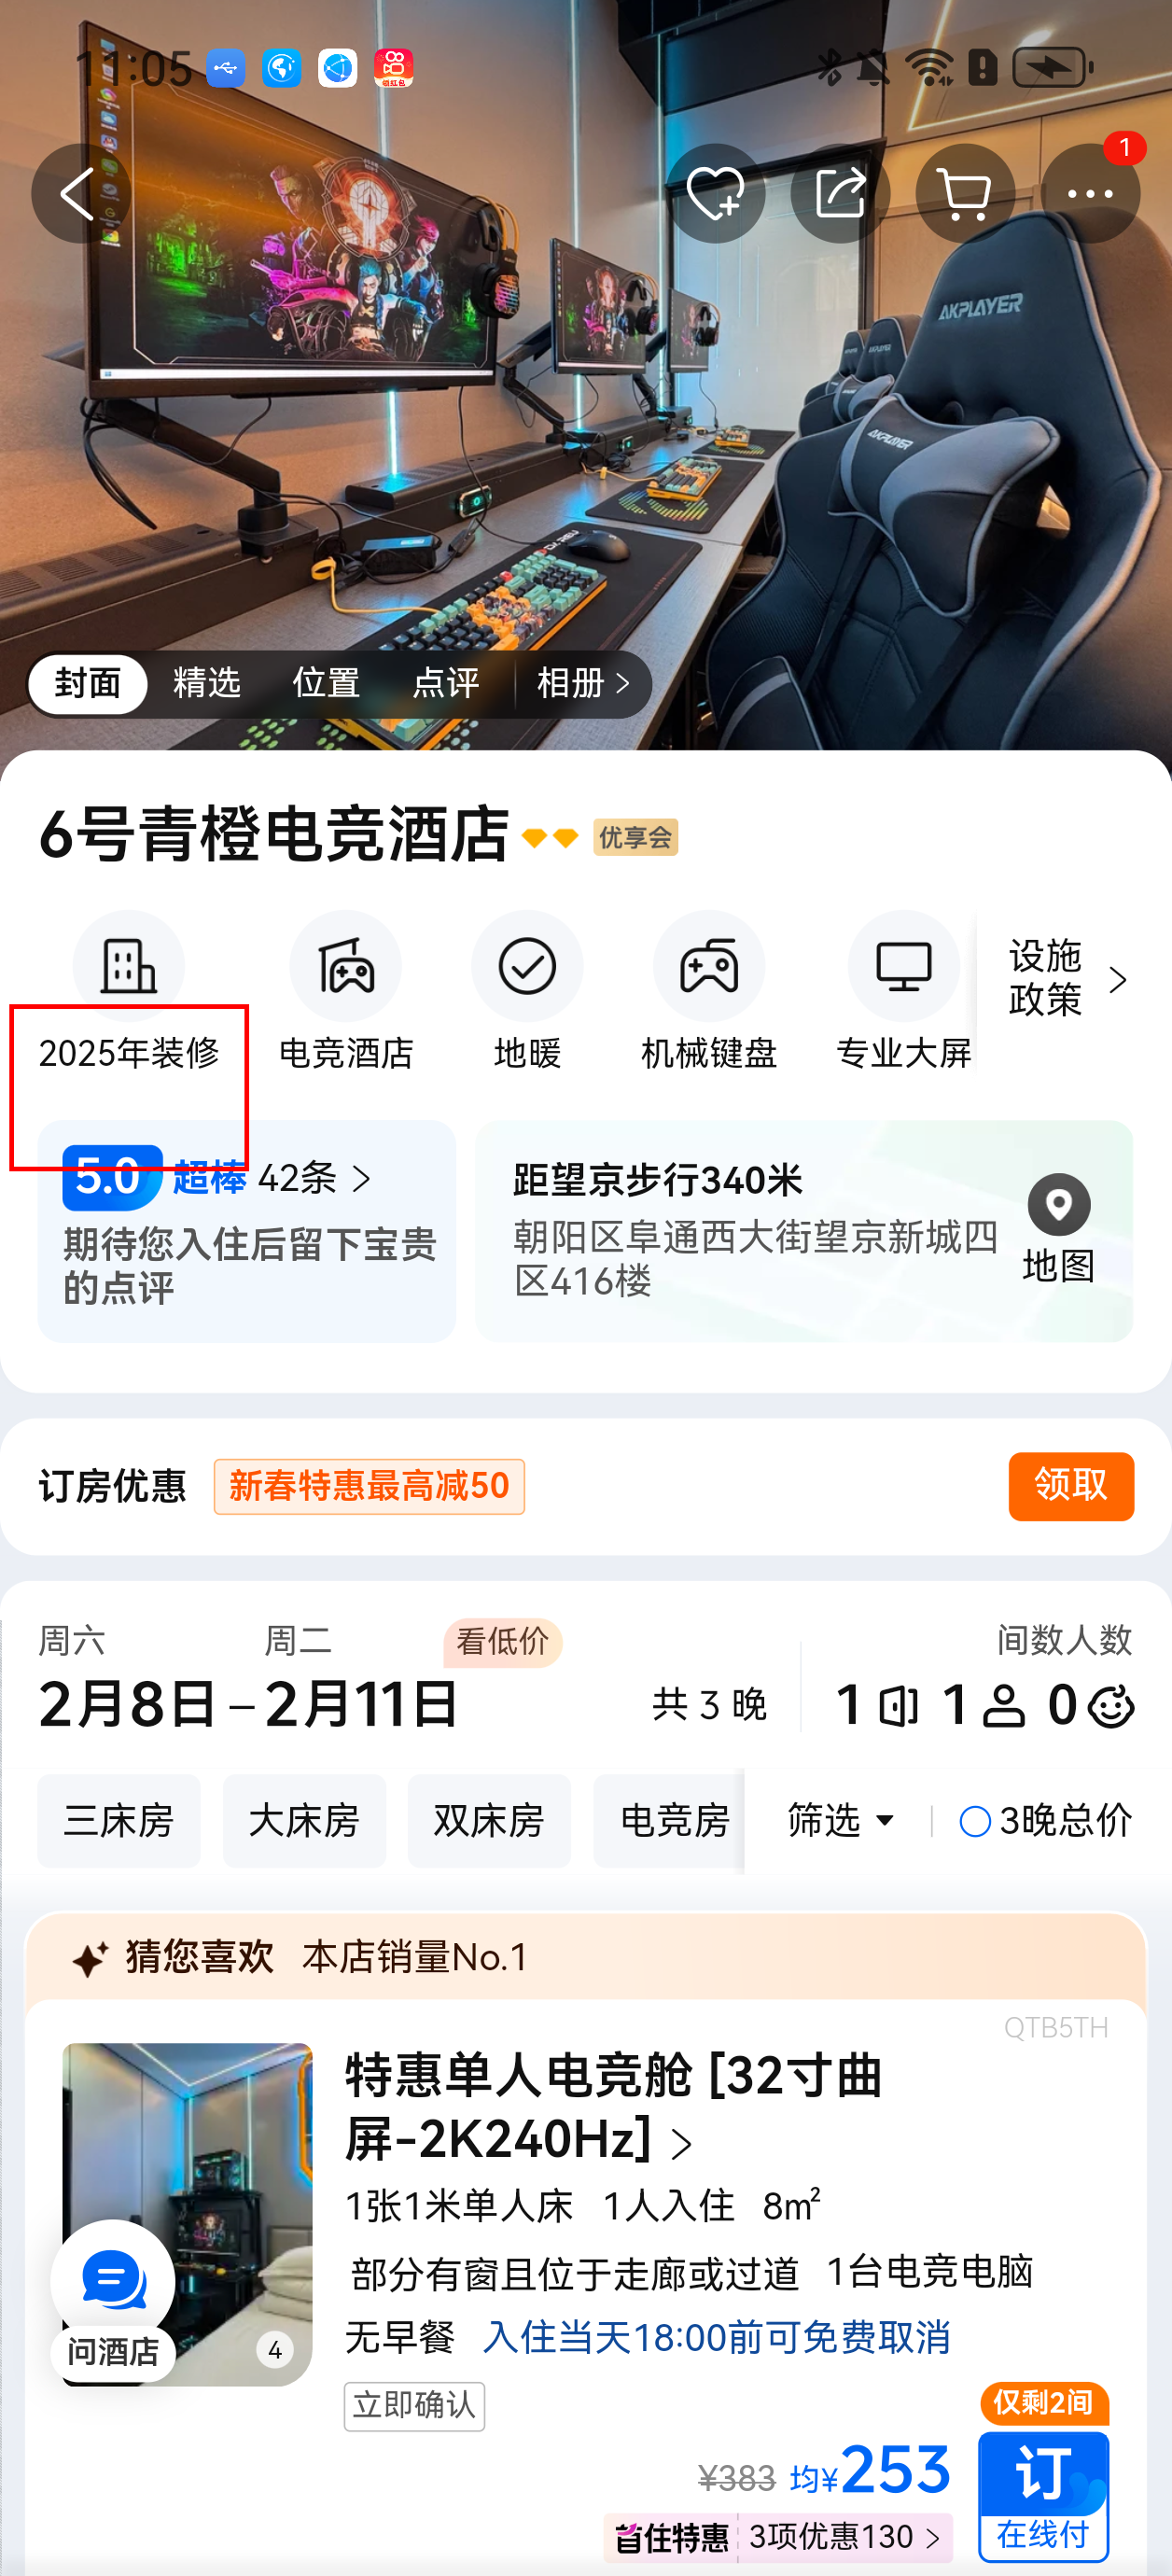 11:05
领红包
1
AKPLAYER
AKPLAYER
封面 精选 位置 点评 相册
6号青橙电竞酒店 优享会
2025年装修 电竞酒店 地暖 机械键盘 专业大屏
设施
政策
5.0 超棒 42条
期待您入住后留下宝贵
的点评
距望京步行340米
朝阳区阜通西大街望京新城四
区416楼
地图
订房优惠 新春特惠最高减50 领取
周六 周二 看低价 间数人数
2月8日 – 2月11日 共 3 晚 1 1 0
三床房 大床房 双床房 电竞房 筛选 3晚总价
猜您喜欢 本店销量No.1
QTB5TH
特惠单人电竞舱 [32寸曲
屏-2K240Hz]
1张1米单人床 1人入住 8㎡
部分有窗且位于走廊或过道 1台电竞电脑
无早餐 入住当天18:00前可免费取消
立即确认
4
问酒店
仅剩2间
¥383 均¥253
订
在线付
首住特惠 3项优惠130